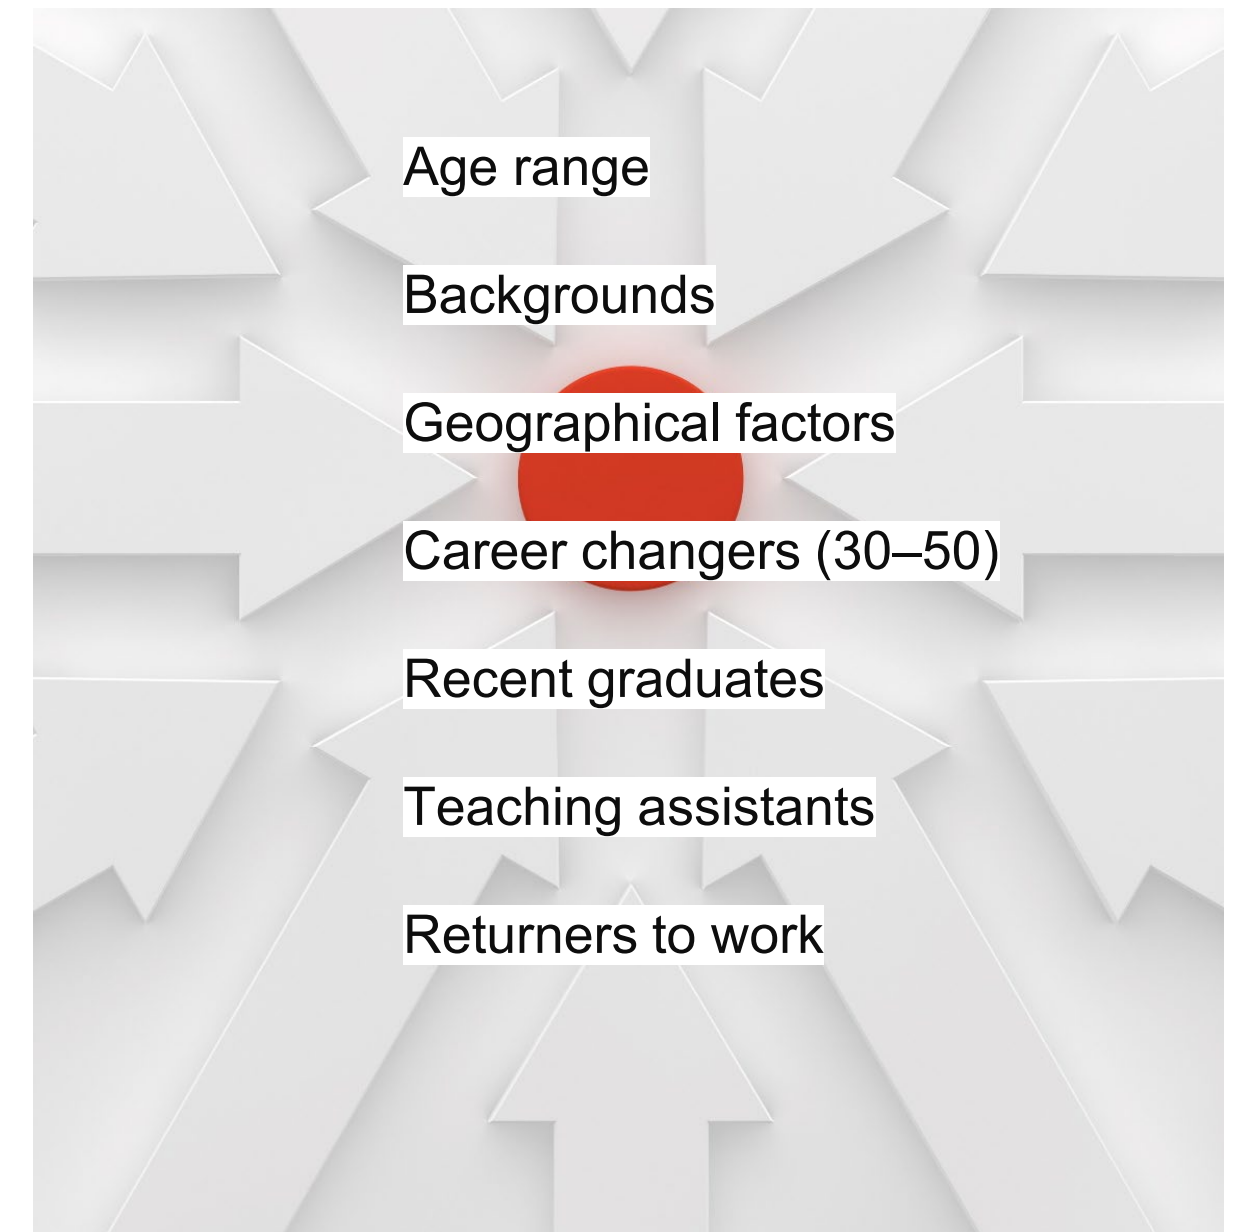 Age range
Backgrounds
Geographical factors
Career changers (30–50)
Recent graduates
Teaching assistants
Returners to work